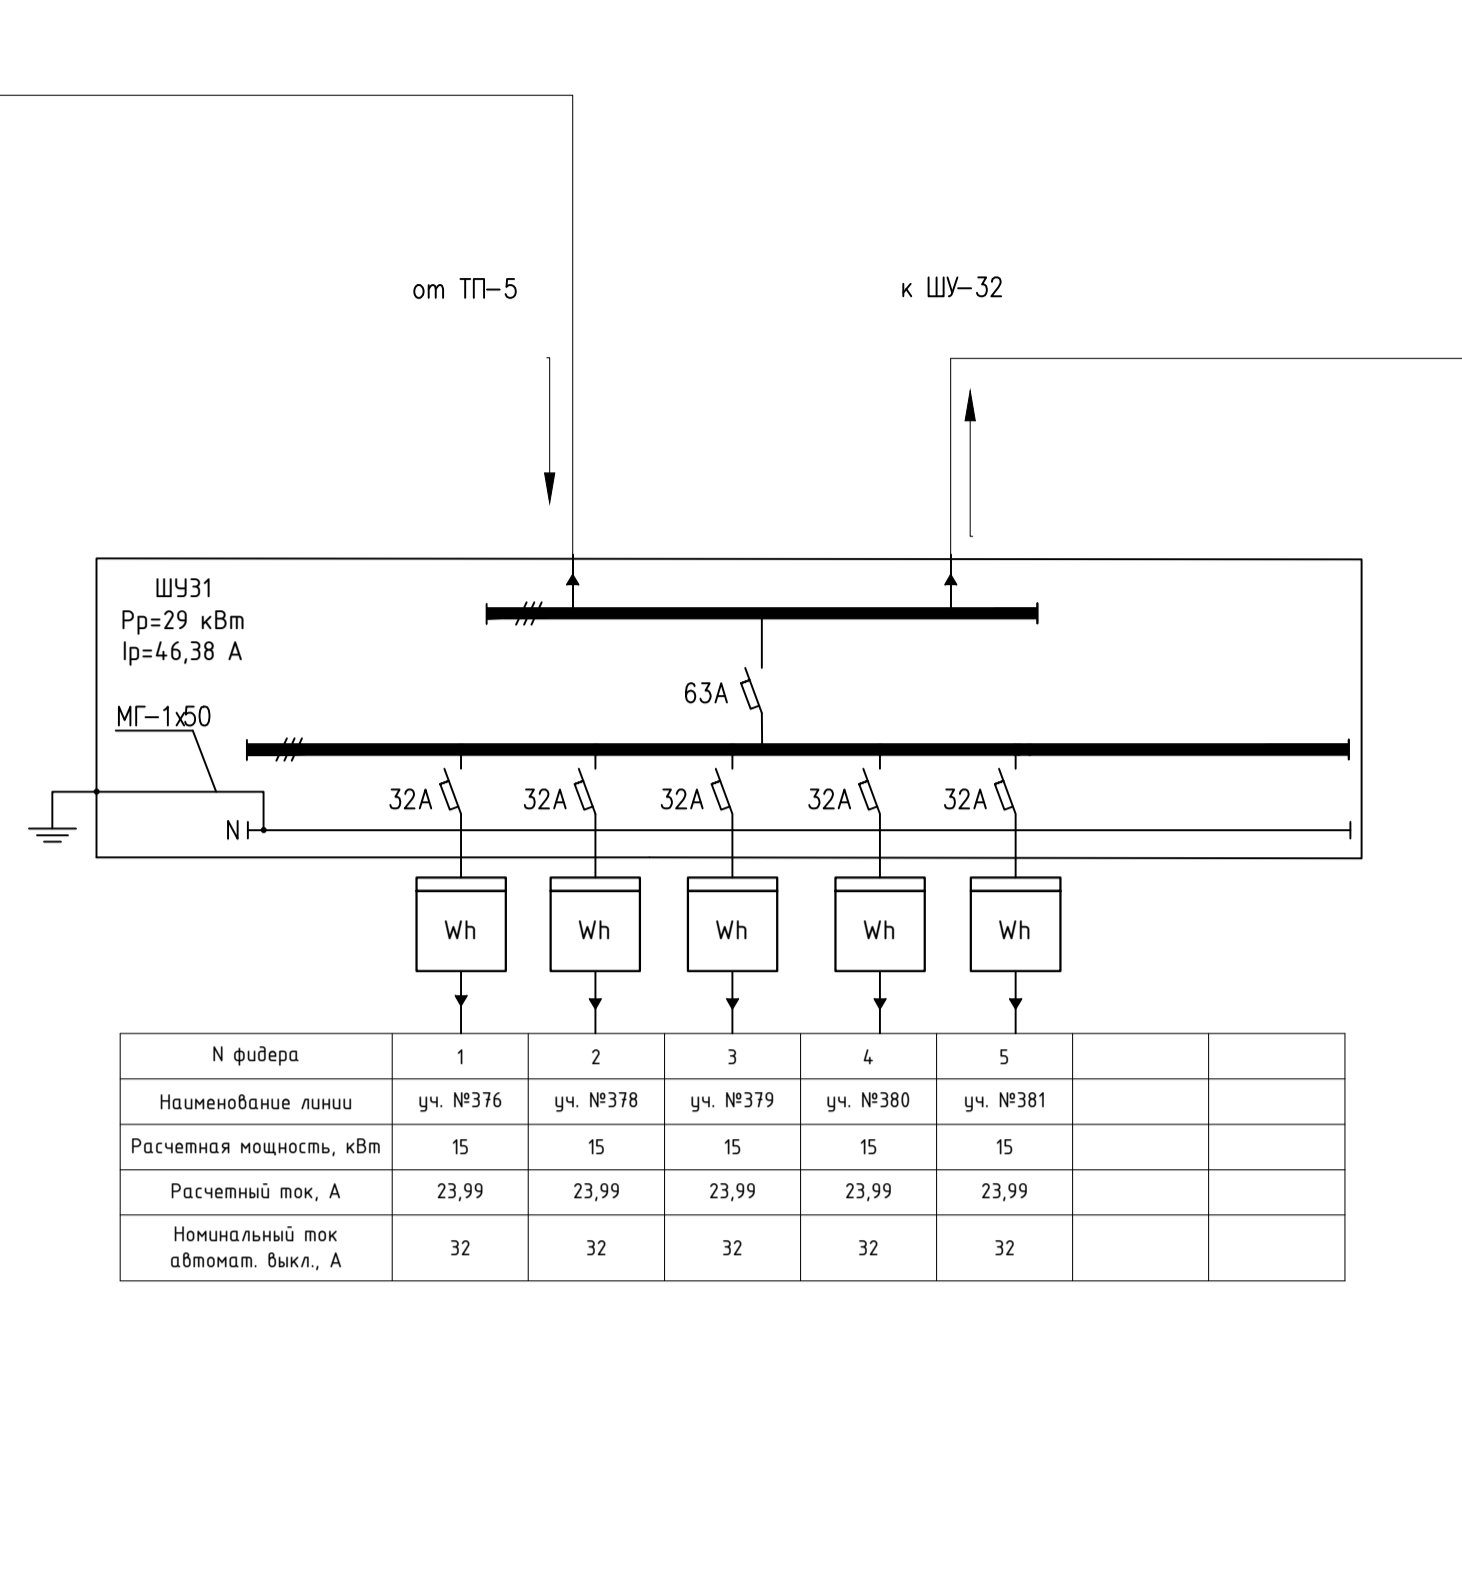 от ТП-5
к ШУ-32
ШУ31
Рр=29 кВт
Iр=46,38 А
63А
МГ-1х50
32А 32А 32А 32А 32А
N
Wh Wh Wh Wh Wh
N фидера 1 2 3 4 5
Наименование линии уч. №376 уч. №378 уч. №379 уч. №380 уч. №381
Расчетная мощность, кВт 15 15 15 15 15
Расчетный ток, А 23,99 23,99 23,99 23,99 23,99
Номинальный ток
автомат. выкл., А 32 32 32 32 32